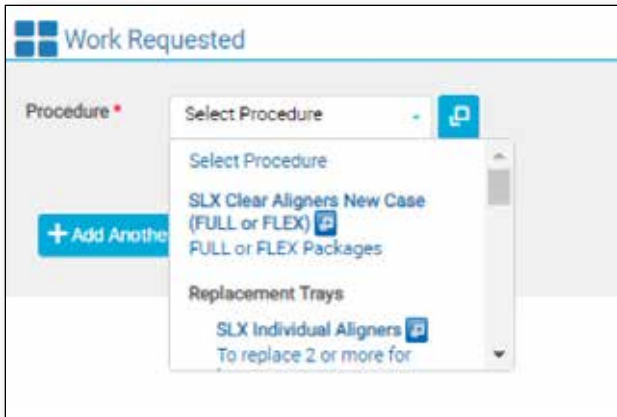 Work Requested
Procedure *
Select Procedure
Select Procedure
SLX Clear Aligners New Case
(FULL or FLEX)
+ Add Anothe
FULL or FLEX Packages
Replacement Trays
SLX Individual Aligners
To replace 2 or more for